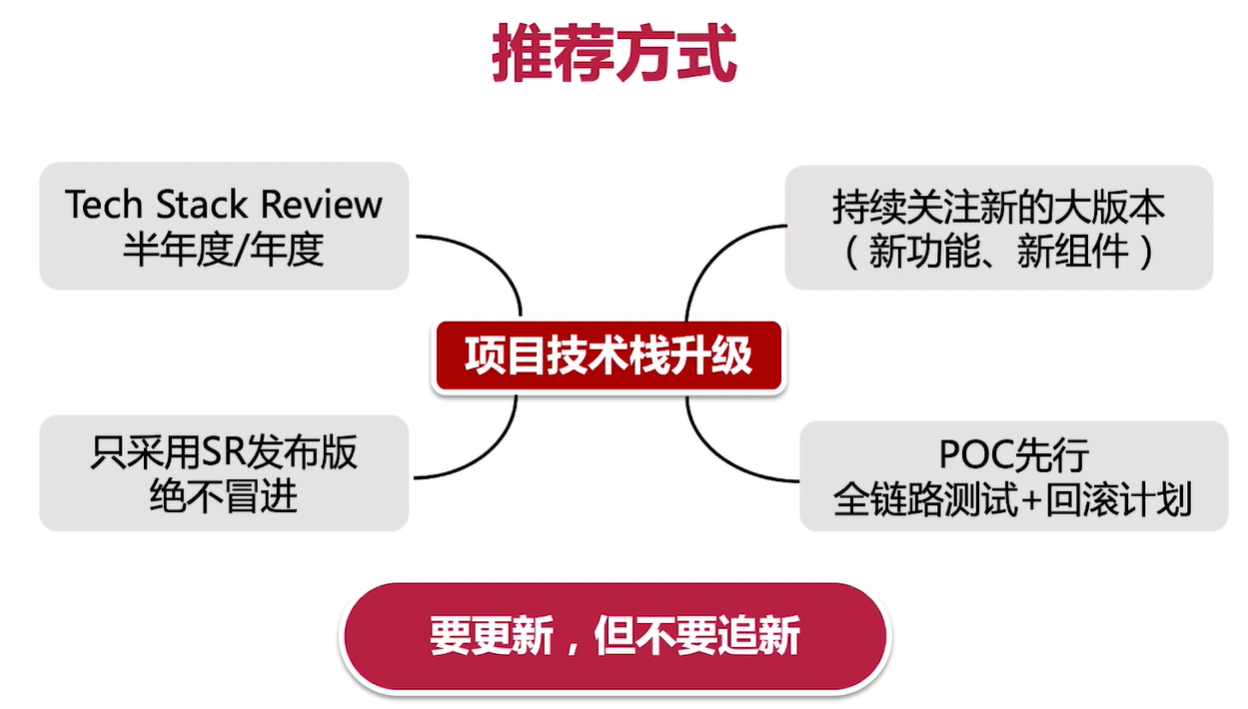 推荐方式
Tech Stack Review
半年度/年度
持续关注新的大版本
（新功能、新组件）
项目技术栈升级
只采用SR发布版
绝不冒进
POC先行
全链路测试+回滚计划
要更新，但不要追新